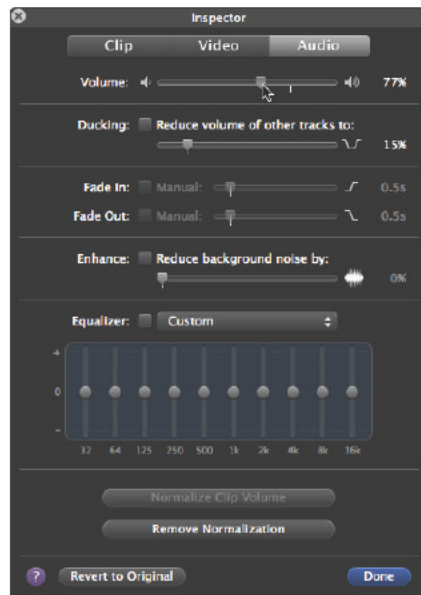 Inspector
Clip Video Audio
Volume: 77%
Ducking: Reduce volume of other tracks to:
15%
Fade In: Manual: 0.5s
Fade Out: Manual: 0.5s
Enhance: Reduce background noise by:
0%
Equalizer: Custom
+
0
-
32 64 125 250 500 1k 2k 4k 8k 16k
Normalize Clip Volume
Remove Normalization
? Revert to Original Done